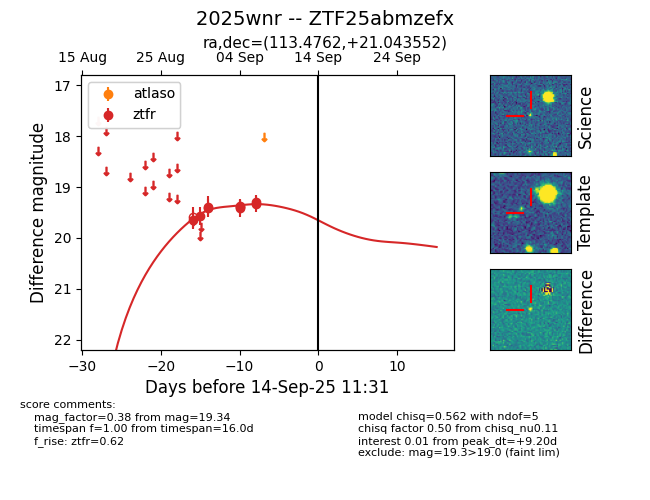 2025wnr -- ZTF25abmzefx
ra,dec=(113.4762,+21.043552)
15 Aug 25 Aug 04 Sep 14 Sep 24 Sep
atlaso
ztfr
17
18
19
20
21
22
Difference magnitude
−30 −20 −10 0 10
Days before 14-Sep-25 11:31
Science
Template
Difference
score comments:
mag_factor=0.38 from mag=19.34
timespan f=1.00 from timespan=16.0d
f_rise: ztfr=0.62
model chisq=0.562 with ndof=5
chisq factor 0.50 from chisq_nu0.11
interest 0.01 from peak_dt=+9.20d
exclude: mag=19.3>19.0 (faint lim)